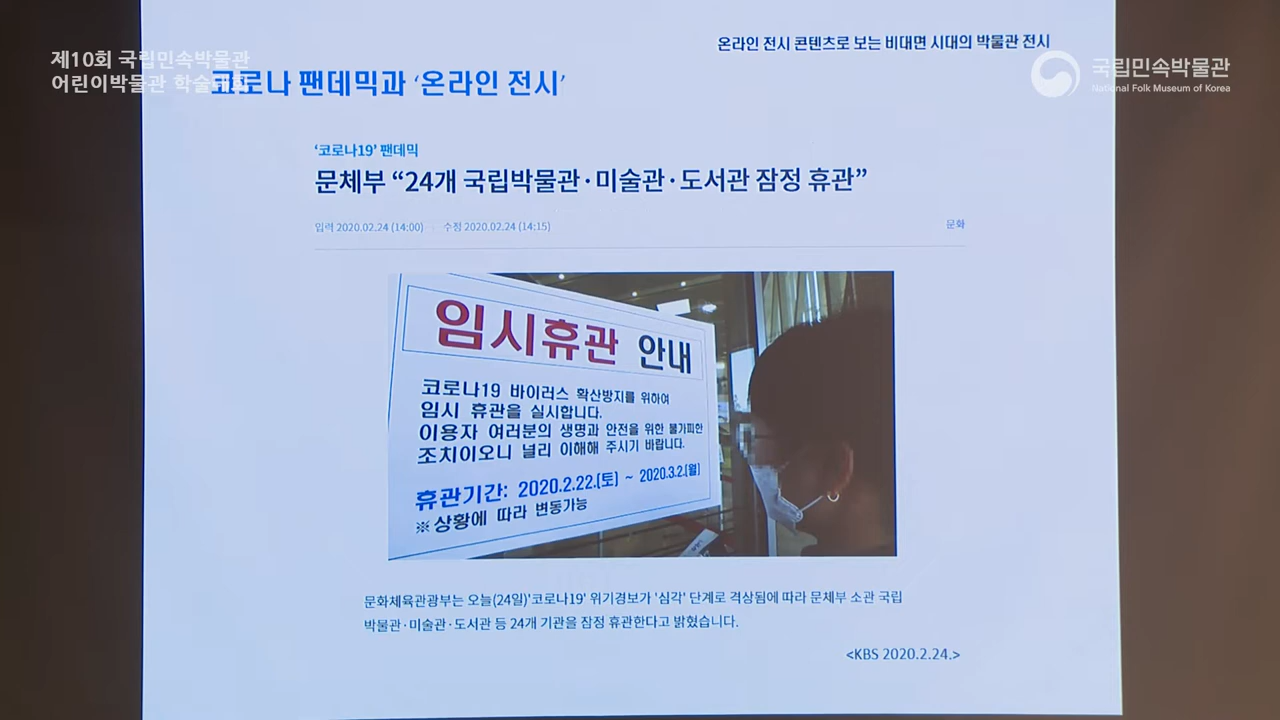 제10회 국립민속박물관
어린이박물관 학술대회
온라인 전시 콘텐츠로 보는 비대면 시대의 박물관 전시
국립민속박물관
National Folk Museum of Korea
코로나 팬데믹과 ‘온라인 전시’
‘코로나19’ 팬데믹
문체부 “24개 국립박물관·미술관·도서관 잠정 휴관”
입력 2020.02.24 (14:00) 수정 2020.02.24 (14:15)
문화
임시휴관 안내
코로나19 바이러스 확산방지를 위하여
임시 휴관을 실시합니다.
이용자 여러분의 생명과 안전을 위한 불가피한
조치이오니 널리 이해해 주시기 바랍니다.
휴관기간: 2020.2.22.(토) ~ 2020.3.2.(월)
※상황에 따라 변동가능
문화체육관광부는 오늘(24일)'코로나19' 위기경보가 '심각' 단계로 격상됨에 따라 문체부 소관 국립
박물관·미술관·도서관 등 24개 기관을 잠정 휴관한다고 밝혔습니다.
<KBS 2020.2.24.>